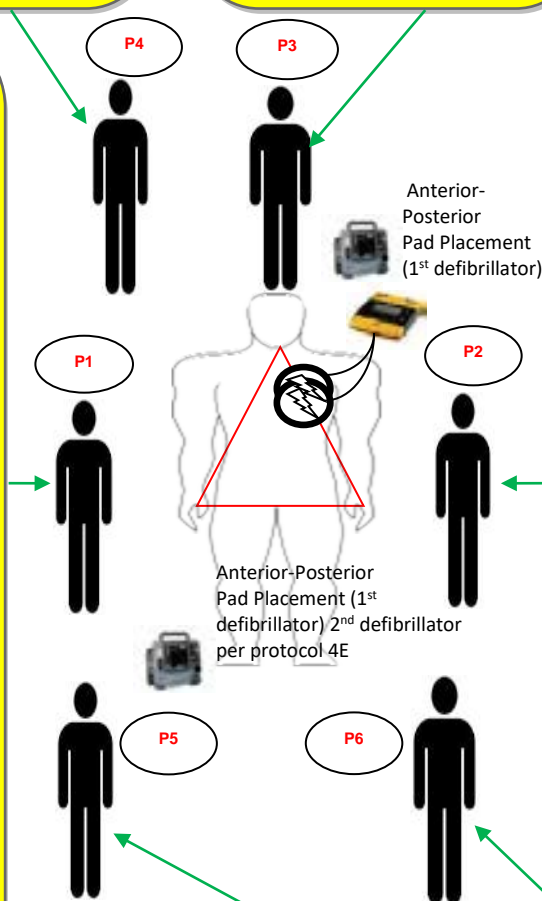 P4
P3
Anterior-
Posterior
Pad Placement
(1st defibrillator)
P1
P2
Anterior-Posterior
Pad Placement (1st
defibrillator) 2nd defibrillator
per protocol 4E
P5
P6